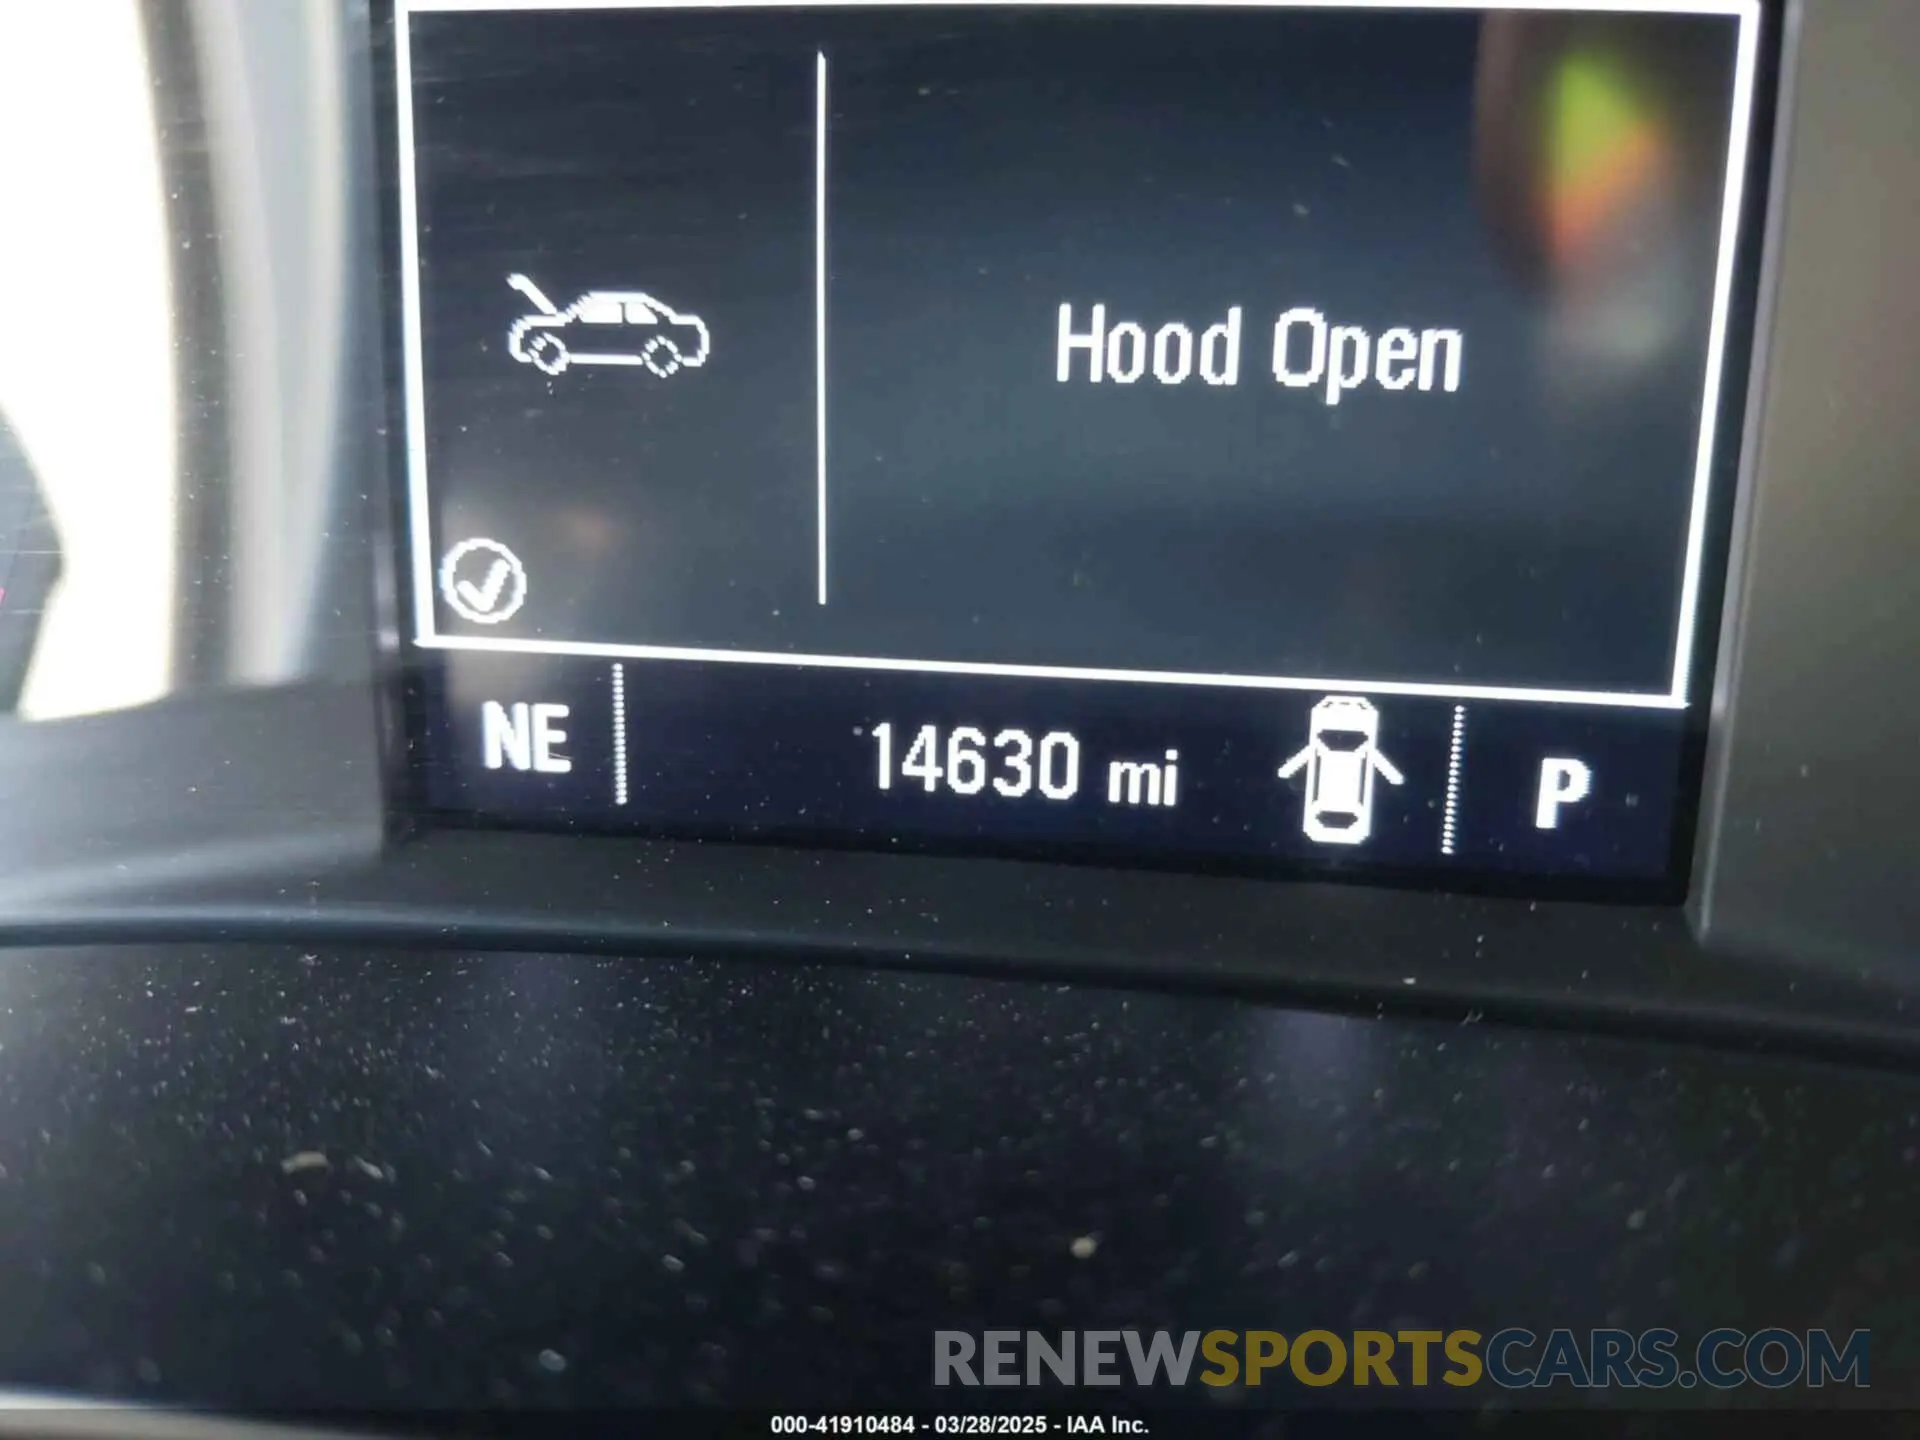 Hood Open
NE
14630 mi
P
RENEWSPORTSCARS.COM
000-41910484 - 03/28/2025 - IAA Inc.